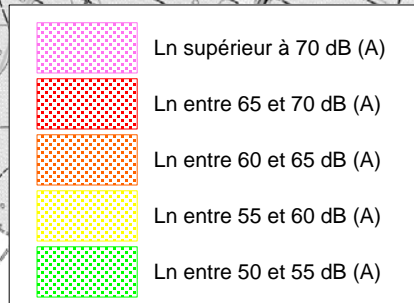 Ln supérieur à 70 dB (A)
Ln entre 65 et 70 dB (A)
Ln entre 60 et 65 dB (A)
Ln entre 55 et 60 dB (A)
Ln entre 50 et 55 dB (A)